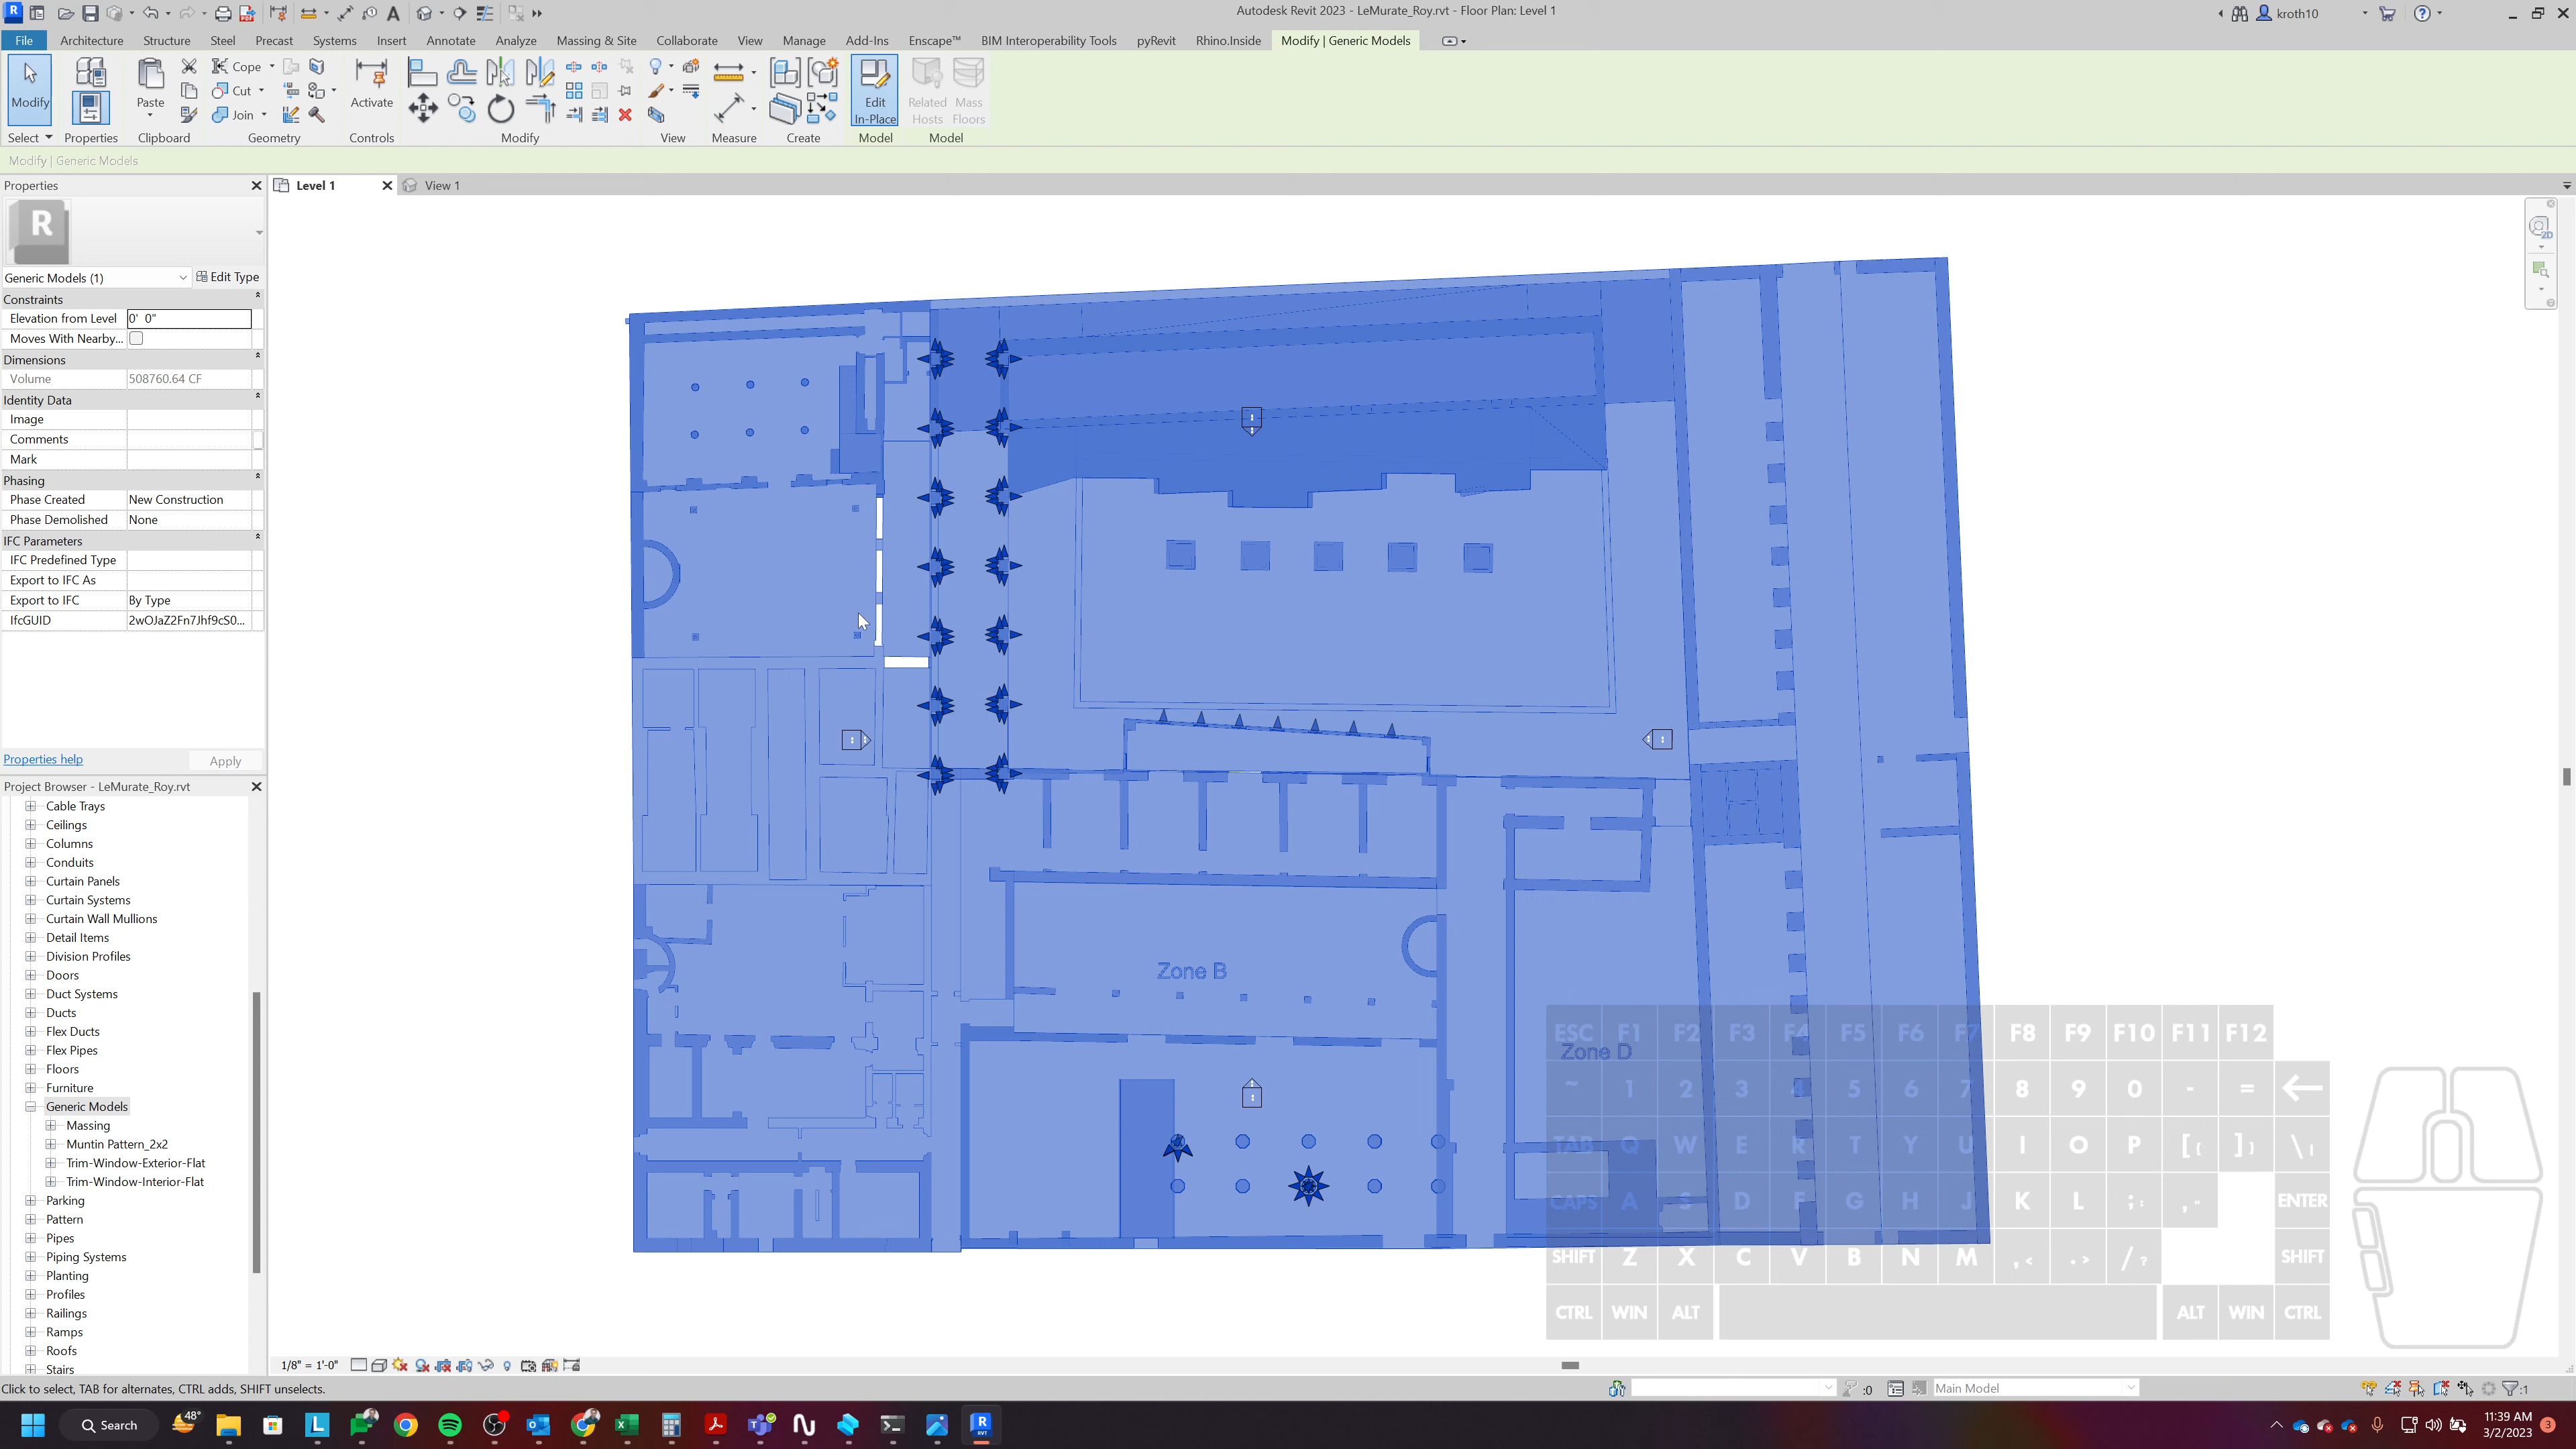 Autodesk Revit 2023 - LeMurate_Roy.rvt - Floor Plan: Level 1
kroth10
File Architecture Structure Steel Precast Systems Insert Annotate Analyze Massing & Site Collaborate View Manage Add-Ins Enscape™ BIM Interoperability Tools pyRevit Rhino.Inside Modify | Generic Models
Modify
Paste
Cope
Cut
Join
Activate
Edit In-Place
Related Hosts
Mass Floors
Select Properties Clipboard Geometry Controls Modify View Measure Create Model Model
Modify | Generic Models
Properties
Level 1
View 1
R
Generic Models (1)
Edit Type
Constraints
Elevation from Level 0' 0"
Moves With Nearby...
Dimensions
Volume 508760.64 CF
Identity Data
Image
Comments
Mark
Phasing
Phase Created New Construction
Phase Demolished None
IFC Parameters
IFC Predefined Type
Export to IFC As
Export to IFC By Type
IfcGUID 2wOJaZ2Fn7Jhf9cS0...
Properties help
Apply
Project Browser - LeMurate_Roy.rvt
Cable Trays
Ceilings
Columns
Conduits
Curtain Panels
Curtain Systems
Curtain Wall Mullions
Detail Items
Division Profiles
Doors
Duct Systems
Ducts
Flex Ducts
Flex Pipes
Floors
Furniture
Generic Models
Massing
Muntin Pattern_2x2
Trim-Window-Exterior-Flat
Trim-Window-Interior-Flat
Parking
Pattern
Pipes
Piping Systems
Planting
Profiles
Railings
Ramps
Roofs
Stairs
Zone B
Zone D
ESC F1 F2 F3 F4 F5 F6 F7 F8 F9 F10 F11 F12
~ 1 2 3 4 5 6 7 8 9 0 - =
TAB Q W E R T Y U I O P [{ ]} \|
CAPS A S D F G H J K L ;: ENTER
SHIFT Z X C V B N M ,< .> /? SHIFT
CTRL WIN ALT ALT WIN CTRL
1/8" = 1'-0"
Click to select, TAB for alternates, CTRL adds, SHIFT unselects.
:0
Main Model
:1
Search
48°
11:39 AM
3/2/2023
3